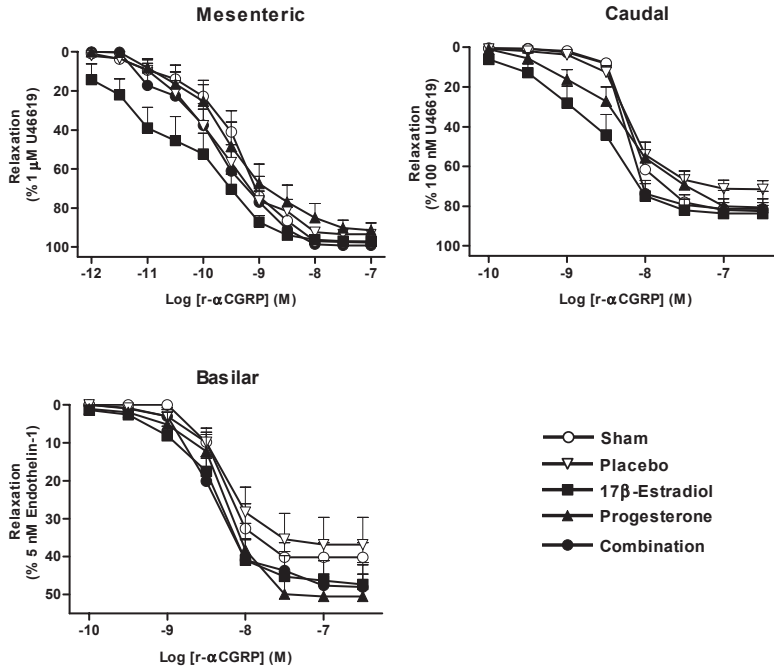 Mesenteric
0
20
40
60
80
100
Relaxation
(% 1 µM U46619)
-12 -11 -10 -9 -8 -7
Log [r-αCGRP] (M)
Caudal
0
20
40
60
80
100
Relaxation
(% 100 nM U46619)
-10 -9 -8 -7
Log [r-αCGRP] (M)
Basilar
0
10
20
30
40
50
Relaxation
(% 5 nM Endothelin-1)
-10 -9 -8 -7
Log [r-αCGRP] (M)
Sham
Placebo
17β-Estradiol
Progesterone
Combination